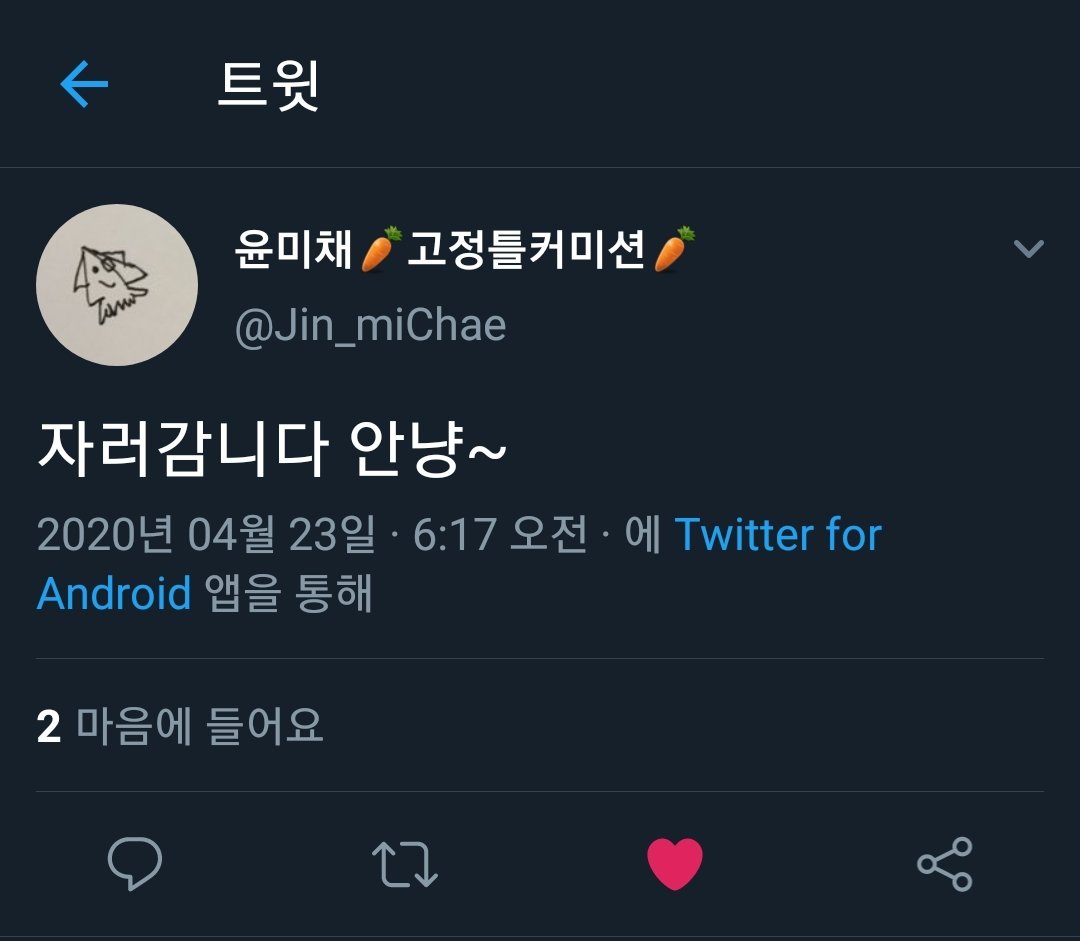 트윗
윤미채🥕고정틀커미션🥕
@Jin_miChae
자러감니다 안냥~
2020년 04월 23일 · 6:17 오전 · 에 Twitter for
Android 앱을 통해
2 마음에 들어요